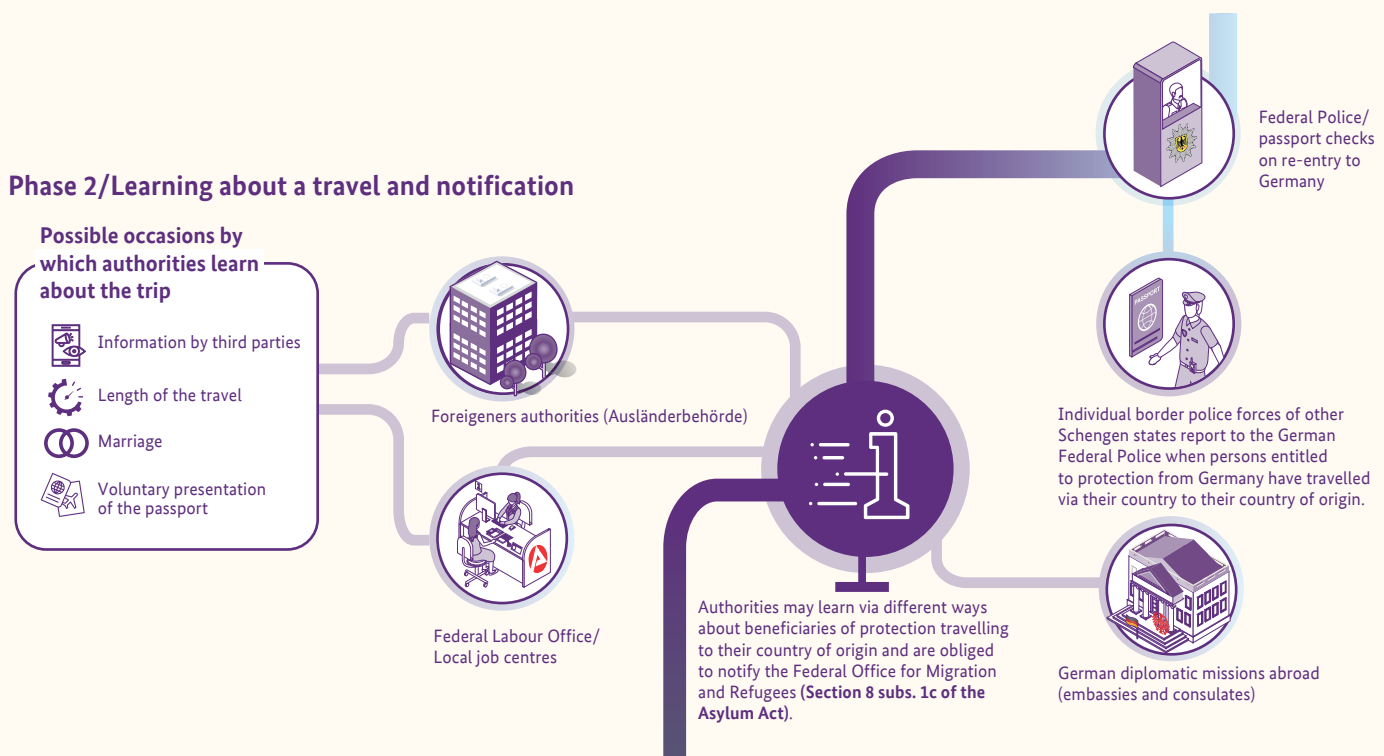 Phase 2/Learning about a travel and notification
Possible occasions by
which authorities learn
about the trip
Information by third parties
Length of the travel
Marriage
Voluntary presentation
of the passport
Foreigeners authorities (Ausländerbehörde)
Federal Labour Office/
Local job centres
Authorities may learn via different ways
about beneficiaries of protection travelling
to their country of origin and are obliged
to notify the Federal Office for Migration
and Refugees (Section 8 subs. 1c of the
Asylum Act).
Federal Police/
passport checks
on re-entry to
Germany
PASSPORT
Individual border police forces of other
Schengen states report to the German
Federal Police when persons entitled
to protection from Germany have travelled
via their country to their country of origin.
German diplomatic missions abroad
(embassies and consulates)